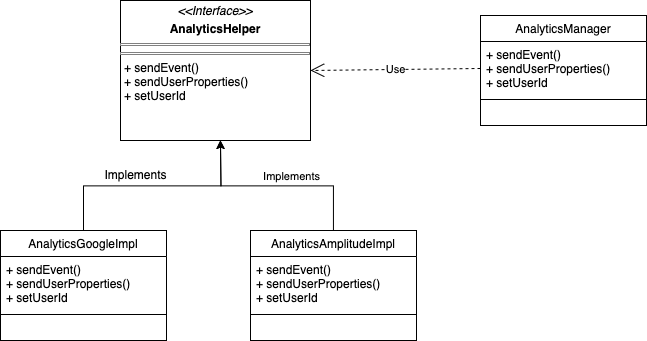 <<Interface>>
AnalyticsHelper
+ sendEvent()
+ sendUserProperties()
+ setUserId
Use
AnalyticsManager
+ sendEvent()
+ sendUserProperties()
+ setUserId
Implements
Implements
AnalyticsGoogleImpl
+ sendEvent()
+ sendUserProperties()
+ setUserId
AnalyticsAmplitudeImpl
+ sendEvent()
+ sendUserProperties()
+ setUserId